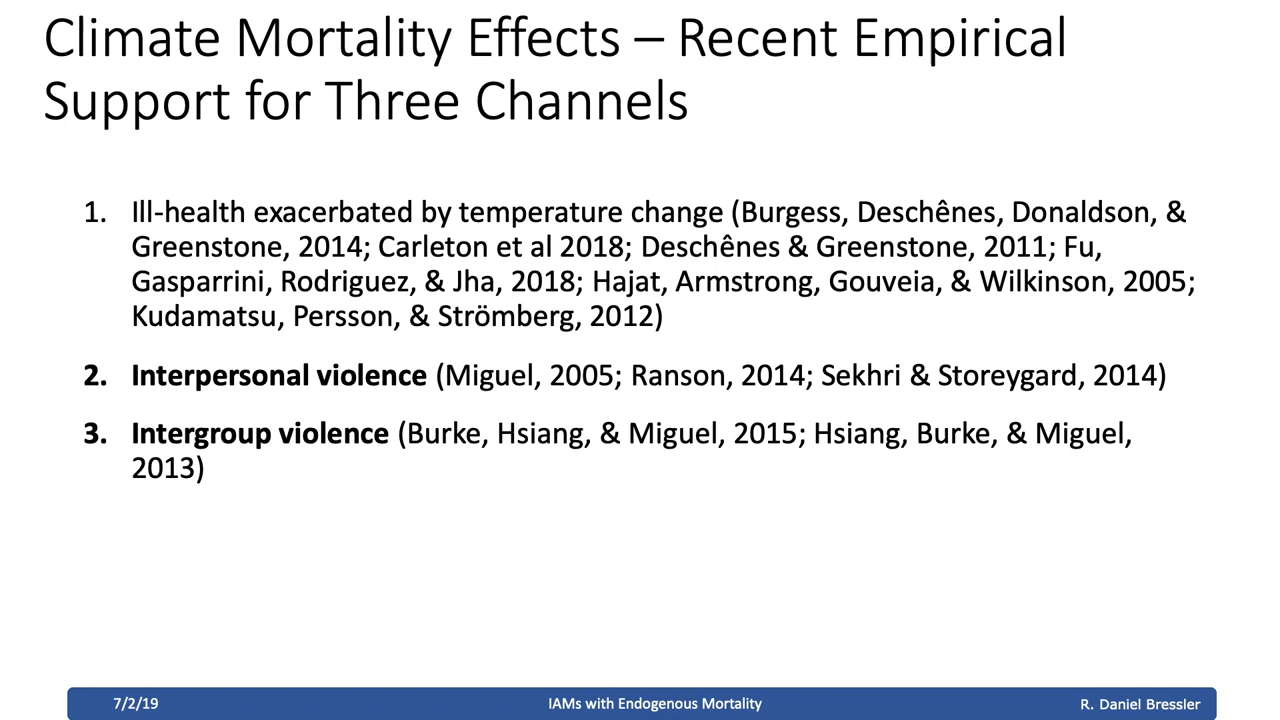 Climate Mortality Effects – Recent Empirical
Support for Three Channels
1. Ill-health exacerbated by temperature change (Burgess, Deschênes, Donaldson, &
Greenstone, 2014; Carleton et al 2018; Deschênes & Greenstone, 2011; Fu,
Gasparrini, Rodriguez, & Jha, 2018; Hajat, Armstrong, Gouveia, & Wilkinson, 2005;
Kudamatsu, Persson, & Strömberg, 2012)
2. Interpersonal violence (Miguel, 2005; Ranson, 2014; Sekhri & Storeygard, 2014)
3. Intergroup violence (Burke, Hsiang, & Miguel, 2015; Hsiang, Burke, & Miguel,
2013)
7/2/19 IAMs with Endogenous Mortality R. Daniel Bressler